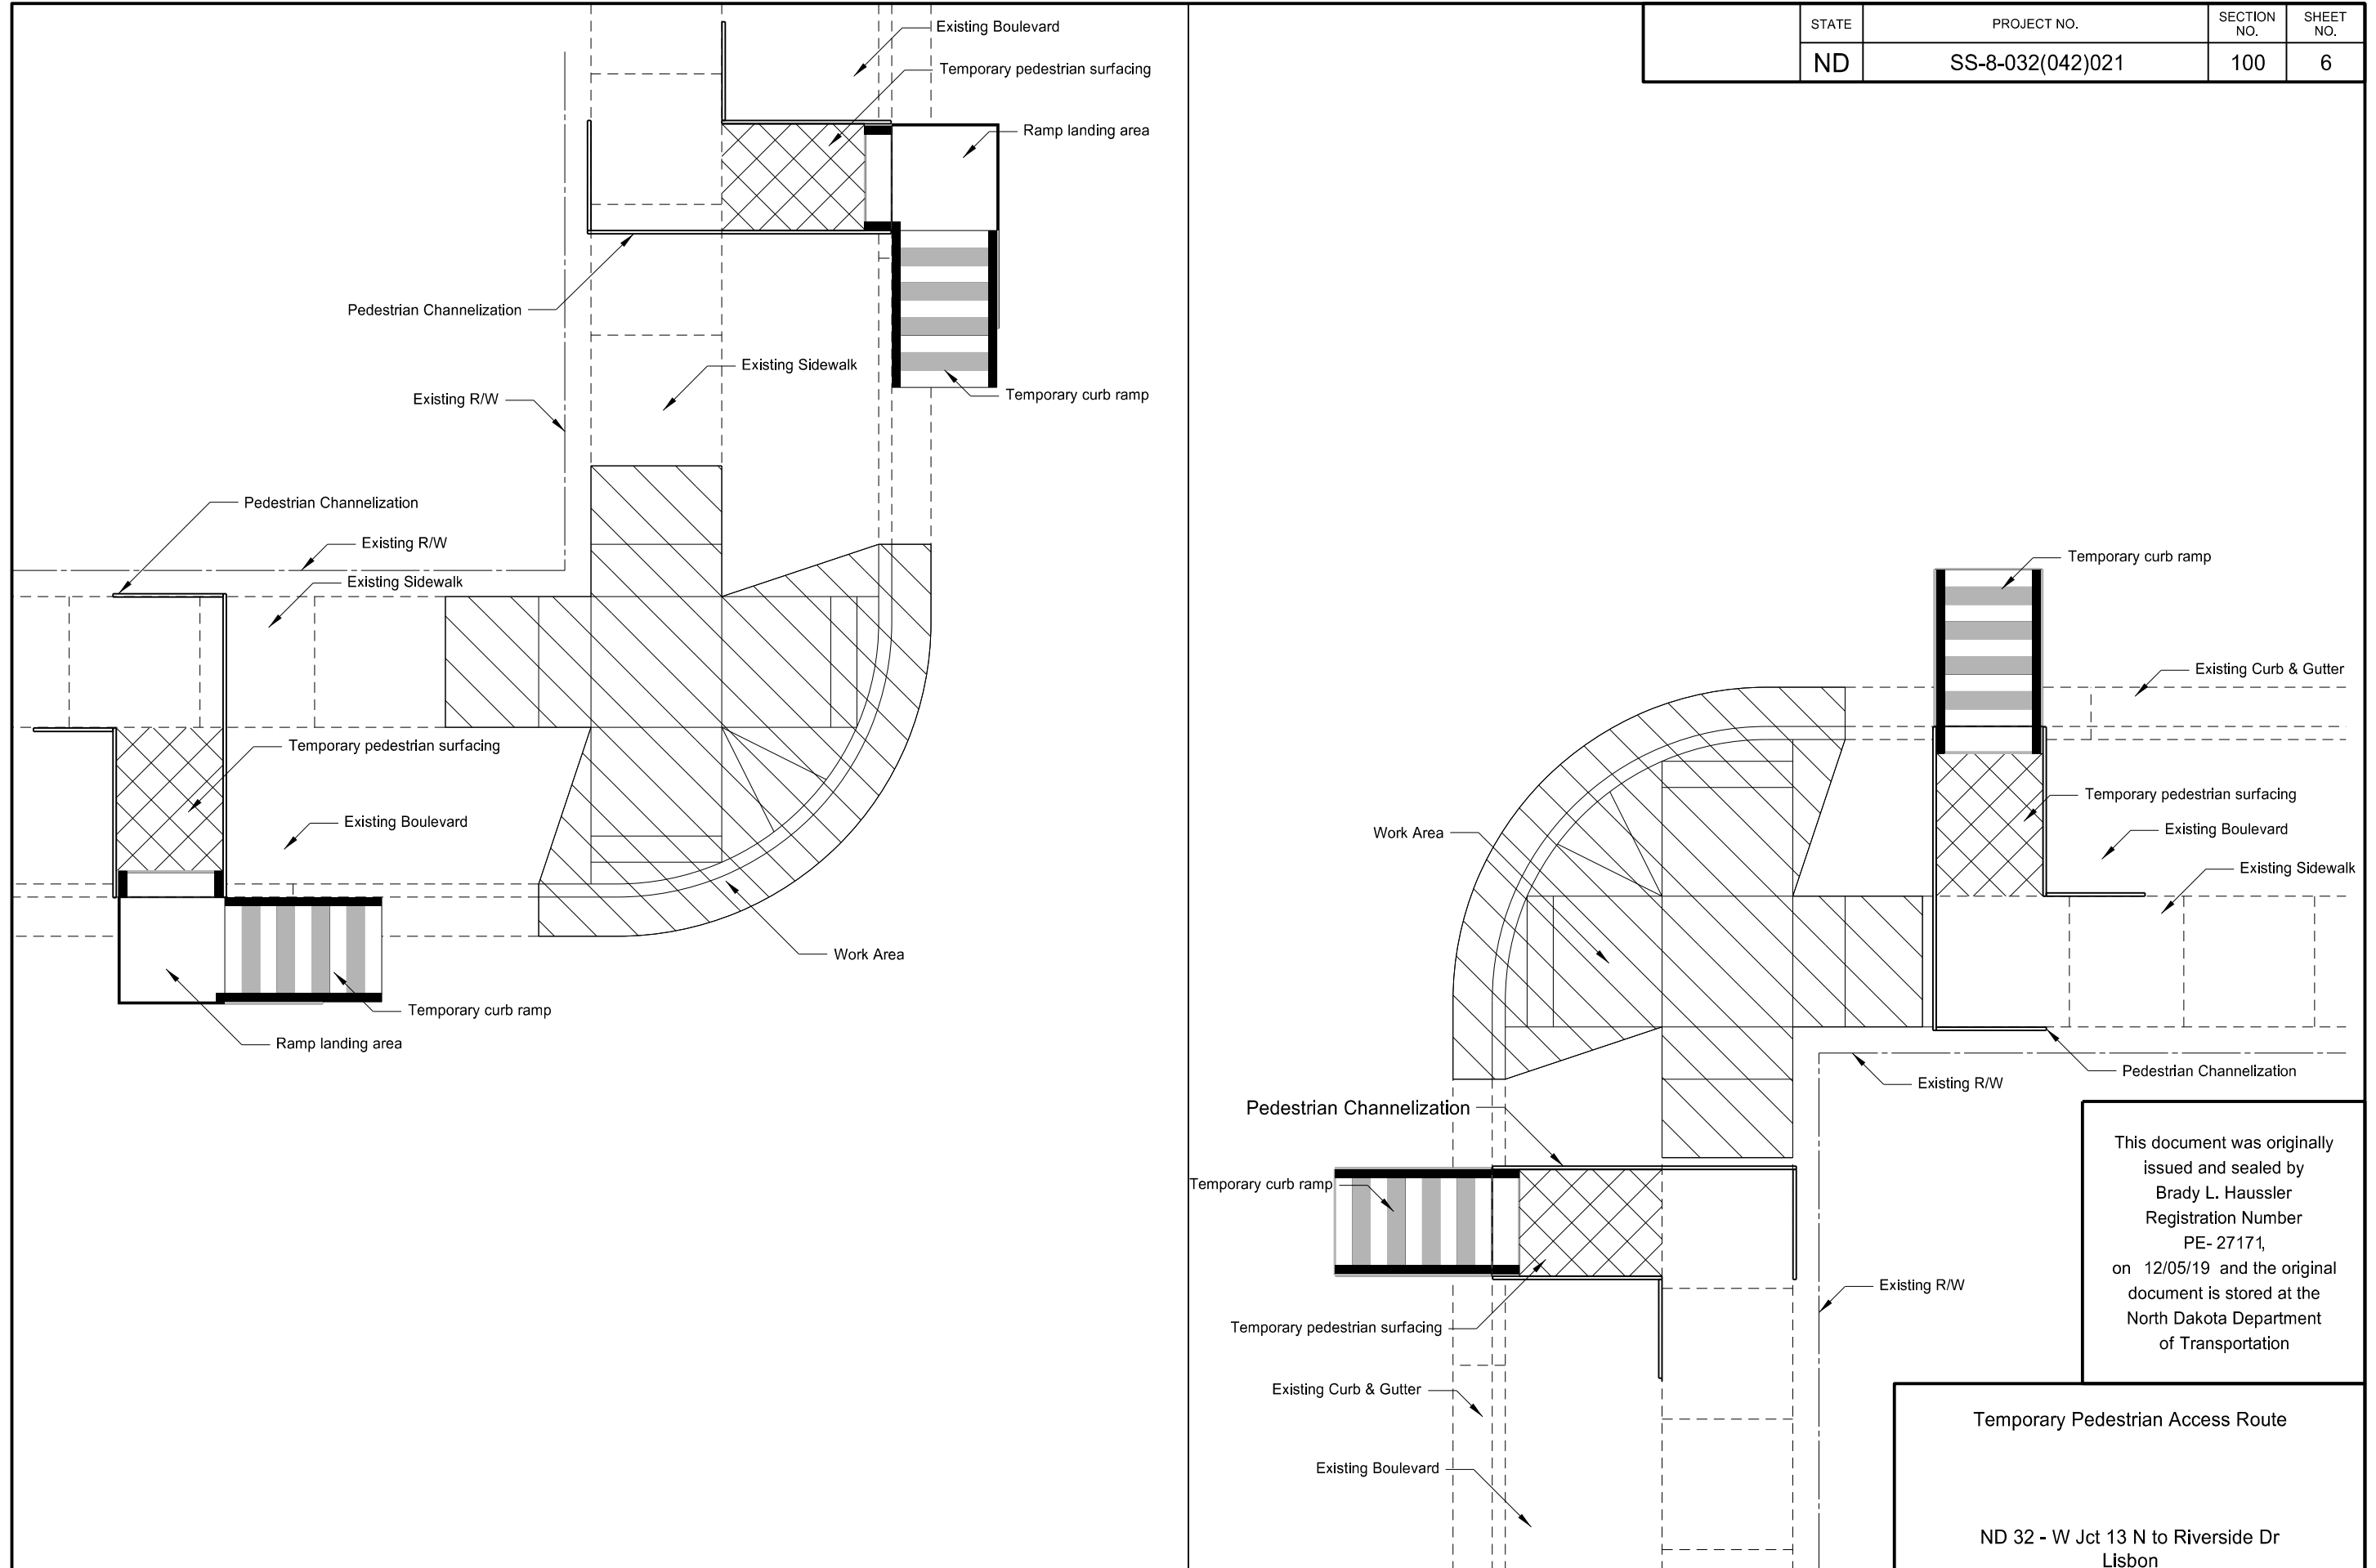 STATE
PROJECT NO.
SECTION
NO.
SHEET
NO.
ND
SS-8-032(042)021
100
6
Existing Boulevard
Temporary pedestrian surfacing
Ramp landing area
Pedestrian Channelization
Existing Sidewalk
Existing R/W
Temporary curb ramp
Pedestrian Channelization
Existing R/W
Existing Sidewalk
Temporary pedestrian surfacing
Existing Boulevard
Work Area
Temporary curb ramp
Ramp landing area
Temporary curb ramp
Existing Curb & Gutter
Temporary pedestrian surfacing
Work Area
Existing Boulevard
Existing Sidewalk
Pedestrian Channelization
Existing R/W
Pedestrian Channelization
Temporary curb ramp
Existing R/W
Temporary pedestrian surfacing
Existing Curb & Gutter
Existing Boulevard
This document was originally
issued and sealed by
Brady L. Haussler
Registration Number
PE- 27171,
on 12/05/19 and the original
document is stored at the
North Dakota Department
of Transportation
Temporary Pedestrian Access Route
ND 32 - W Jct 13 N to Riverside Dr
Lisbon